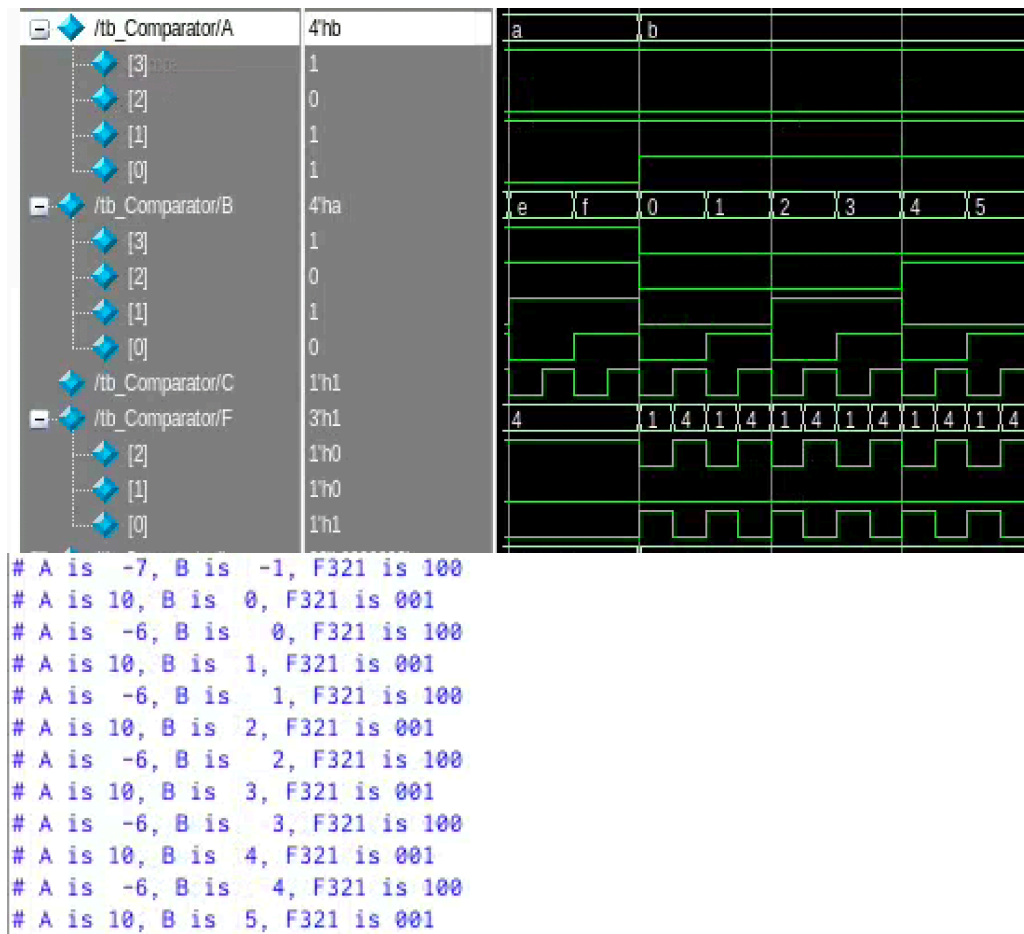 /tb_Comparator/A 4'hb a b
[3] 1
[2] 0
[1] 1
[0] 1
/tb_Comparator/B 4'ha e f 0 1 2 3 4 5
[3] 1
[2] 0
[1] 1
[0] 0
/tb_Comparator/C 1'h1
/tb_Comparator/F 3'h1 4 1 4 1 4 1 4 1 4 1 4 1 4
[2] 1'h0
[1] 1'h0
[0] 1'h1
# A is  -7, B is  -1, F321 is 100
# A is 10, B is  0, F321 is 001
# A is  -6, B is   0, F321 is 100
# A is 10, B is  1, F321 is 001
# A is  -6, B is   1, F321 is 100
# A is 10, B is  2, F321 is 001
# A is  -6, B is   2, F321 is 100
# A is 10, B is  3, F321 is 001
# A is  -6, B is   3, F321 is 100
# A is 10, B is  4, F321 is 001
# A is  -6, B is   4, F321 is 100
# A is 10, B is  5, F321 is 001